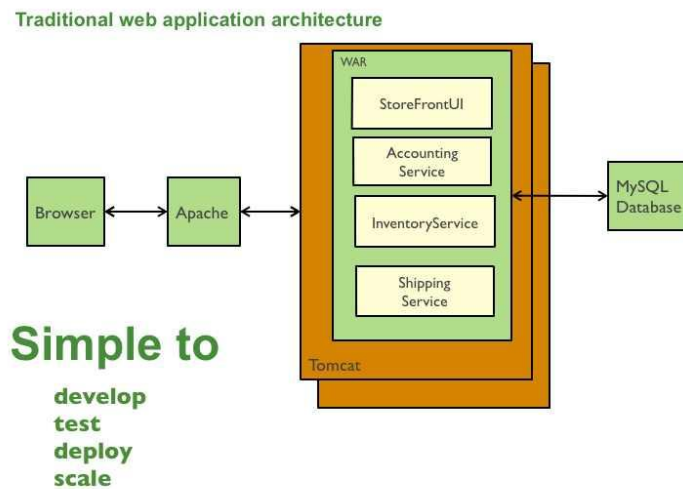 Traditional web application architecture
WAR
StoreFrontUI
Accounting
Service
InventoryService
Shipping
Service
Browser
Apache
MySQL
Database
Tomcat
Simple to
develop
test
deploy
scale